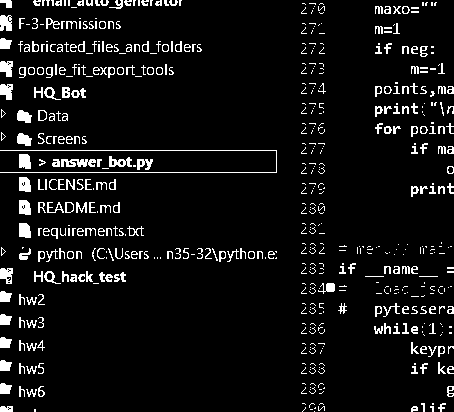 email_auto_generator
F-3-Permissions
fabricated_files_and_folders
google_fit_export_tools
HQ_Bot
Data
Screens
> answer_bot.py
LICENSE.md
README.md
requirements.txt
python (C:\Users ... n35-32\python.ex
HQ_hack_test
hw2
hw3
hw4
hw5
hw6
270 maxo=""
271 m=1
272 if neg:
273 m=-1
274 points,ma
275 print("\n
276 for point
277 if ma
278 o
279 print
280
281
282 # menu// main
283 if __name__ =
284 # load_json
285 # pytessera
286 while(1):
287 keypr
288 if ke
289 g
290 elif